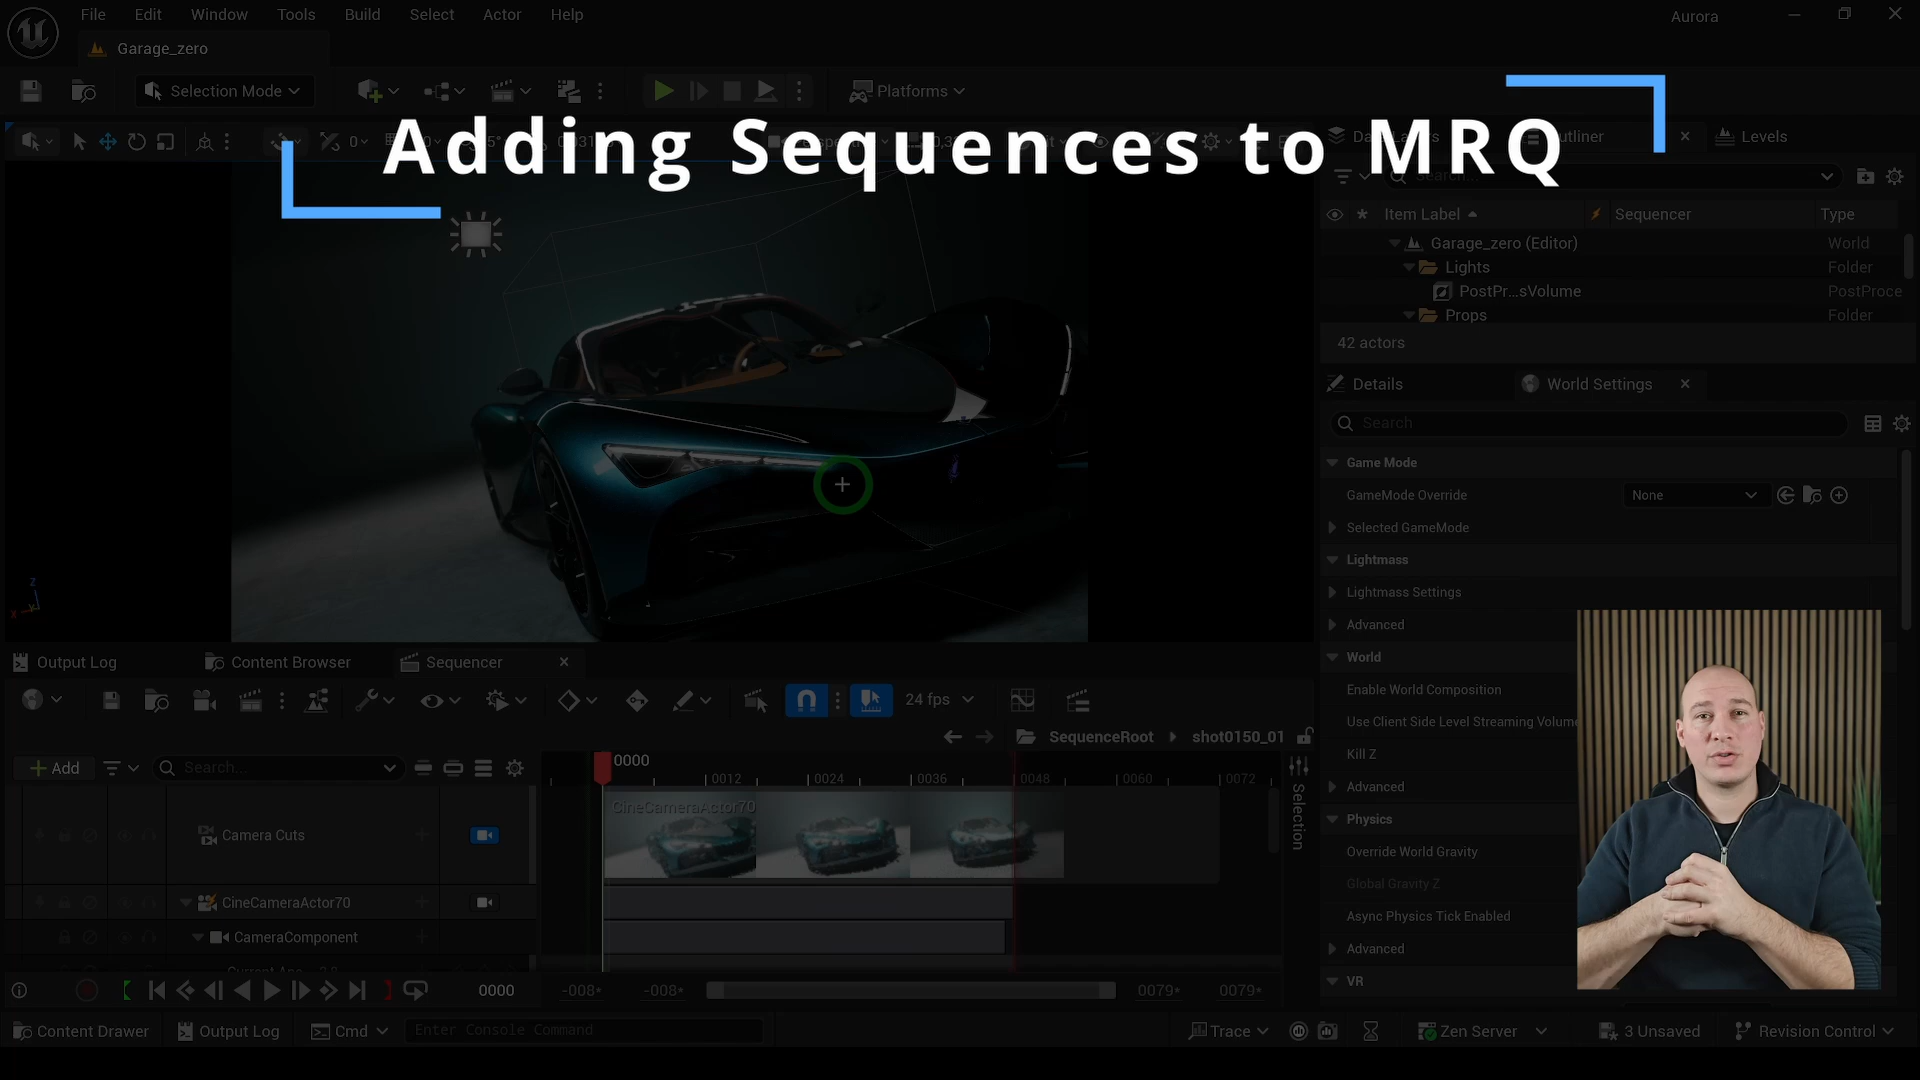 File Edit Window Tools Build Select Actor Help
Aurora
Garage_zero
Selection Mode
Platforms
Adding Sequences to MRQ
Levels
Search...
Item Label
Sequencer
Type
Garage_zero (Editor)
World
Lights
Folder
PostPr...sVolume
PostProce
Props
Folder
42 actors
Details
World Settings
Search
Game Mode
GameMode Override
None
Selected GameMode
Lightmass
Lightmass Settings
Advanced
World
Enable World Composition
Use Client Side Level Streaming Volume
Kill Z
Advanced
Physics
Override World Gravity
Global Gravity Z
Async Physics Tick Enabled
Advanced
VR
Output Log
Content Browser
Sequencer
24 fps
SequenceRoot
shot0150_01
Add
Search...
0000
0012 0024 0036 0048 0060 0072
CineCameraActor70
Camera Cuts
CineCameraActor70
CameraComponent
Selection
0000
-008*
-008*
0079*
0079*
Content Drawer
Output Log
Cmd
Enter Console Command
Trace
Zen Server
3 Unsaved
Revision Control